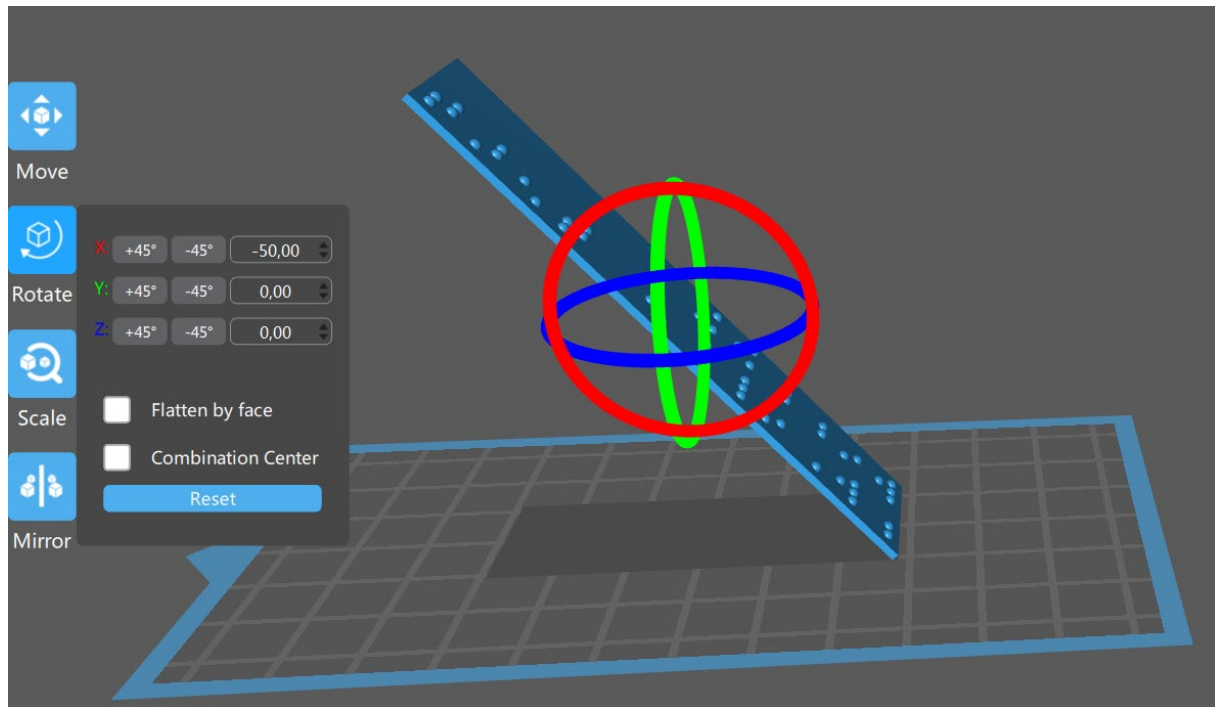 Move
Rotate
Scale
Mirror
X: +45° -45° -50,00
Y: +45° -45° 0,00
Z: +45° -45° 0,00
Flatten by face
Combination Center
Reset